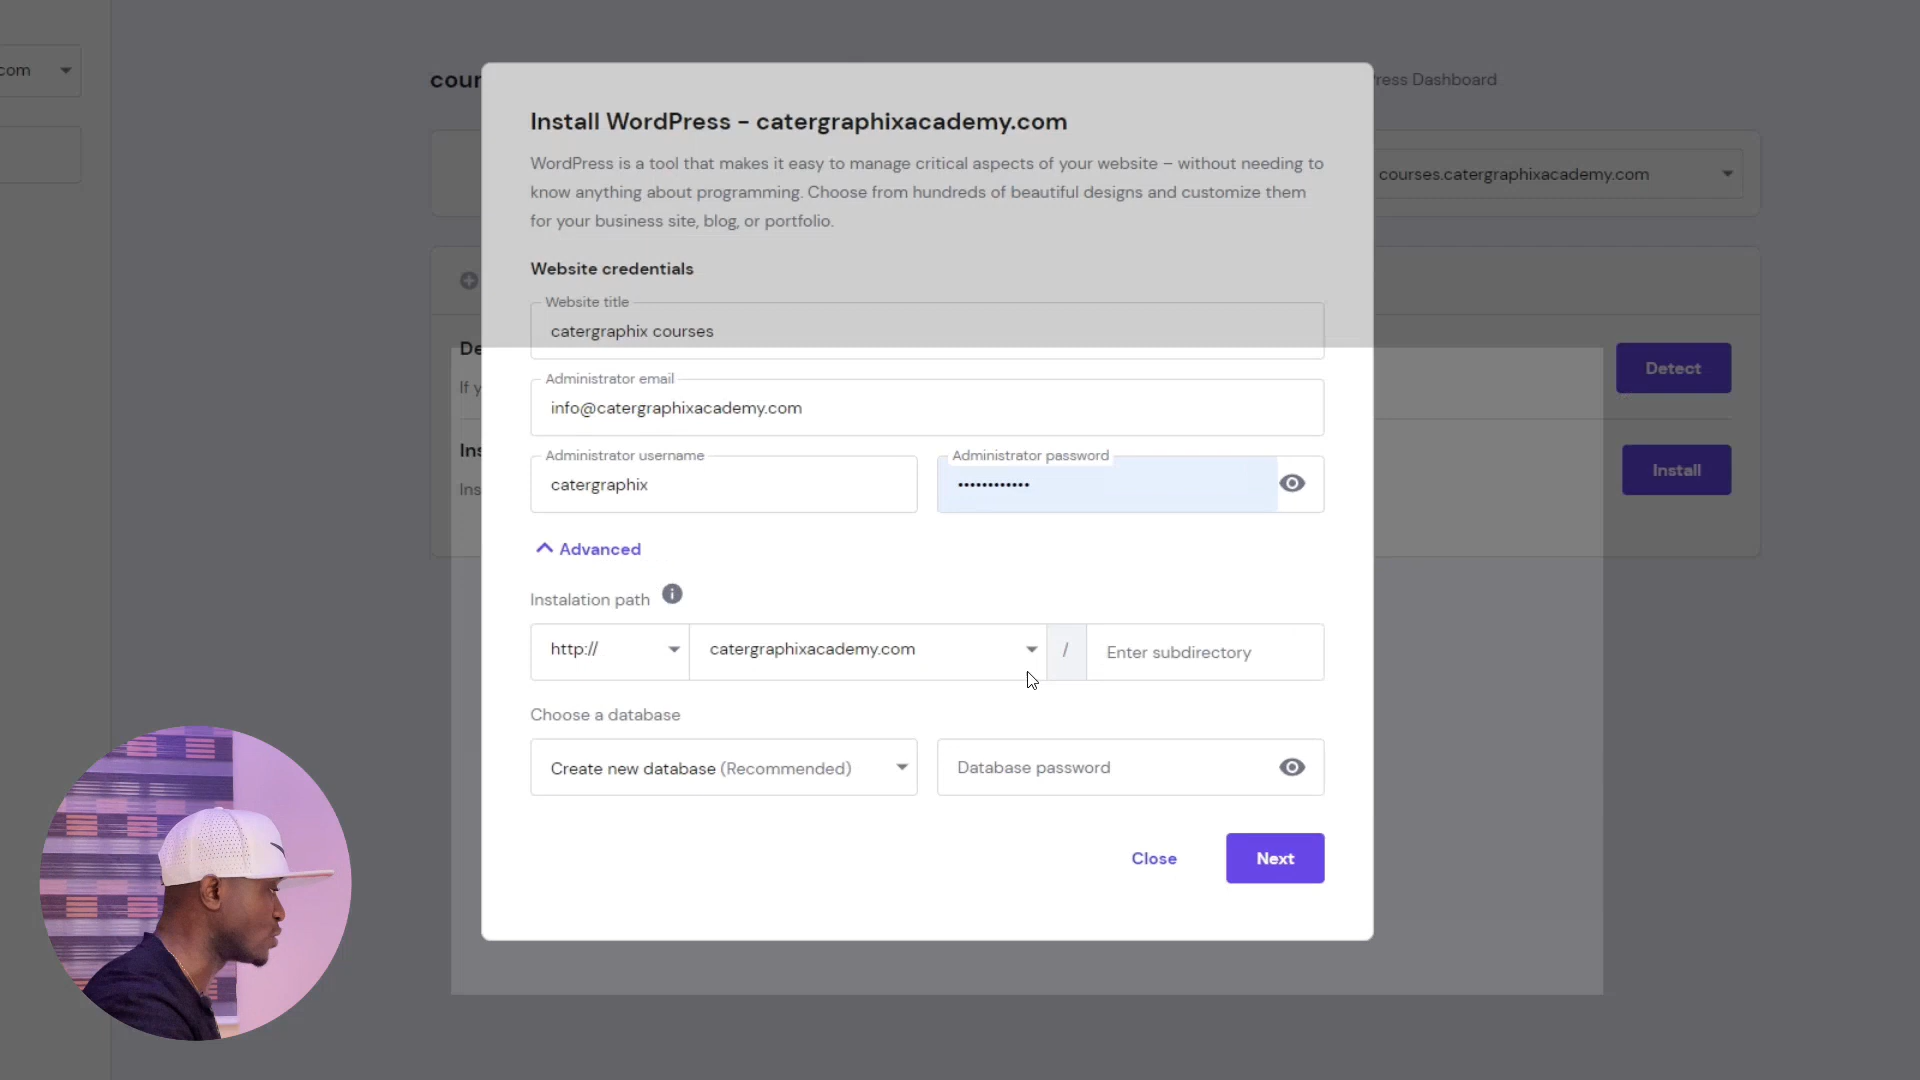 com
cour
ress Dashboard
Install WordPress - catergraphixacademy.com
WordPress is a tool that makes it easy to manage critical aspects of your website – without needing to
know anything about programming. Choose from hundreds of beautiful designs and customize them
for your business site, blog, or portfolio.
courses.catergraphixacademy.com
Website credentials
Website title
catergraphix courses
De
If y
Detect
Administrator email
info@catergraphixacademy.com
Ins
Ins
Install
Administrator username
catergraphix
Administrator password
••••••••••••
Advanced
Instalation path
http://
catergraphixacademy.com
/
Enter subdirectory
Choose a database
Create new database (Recommended)
Database password
Close
Next